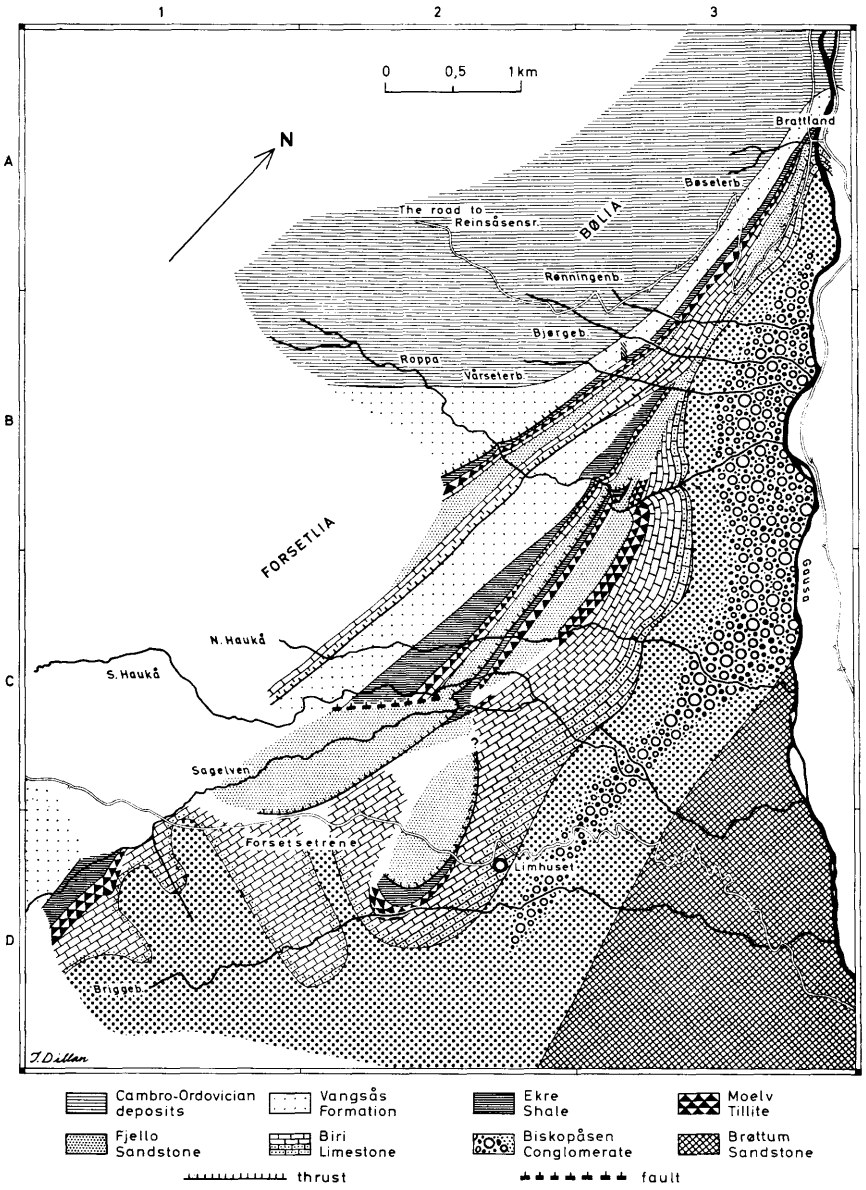 1 2 3
0 0,5 1km
N
A
Brattland
Bøseterb.
BØLIA
The road to
Reinsåsensr.
Rønningenb.
Bjørgeb.
Roppa
Vårseterb.
B
FORSETLIA
Gausa
N. Haukå
S. Haukå
C
Sagelven
?
Forsetsetrene
Limhuset
D
Briggeb.
T. Dillan
Cambro-Ordovician
deposits
Vangsås
Formation
Ekre
Shale
Moelv
Tillite
Fjello
Sandstone
Biri
Limestone
Biskopåsen
Conglomerate
Brøttum
Sandstone
thrust
fault